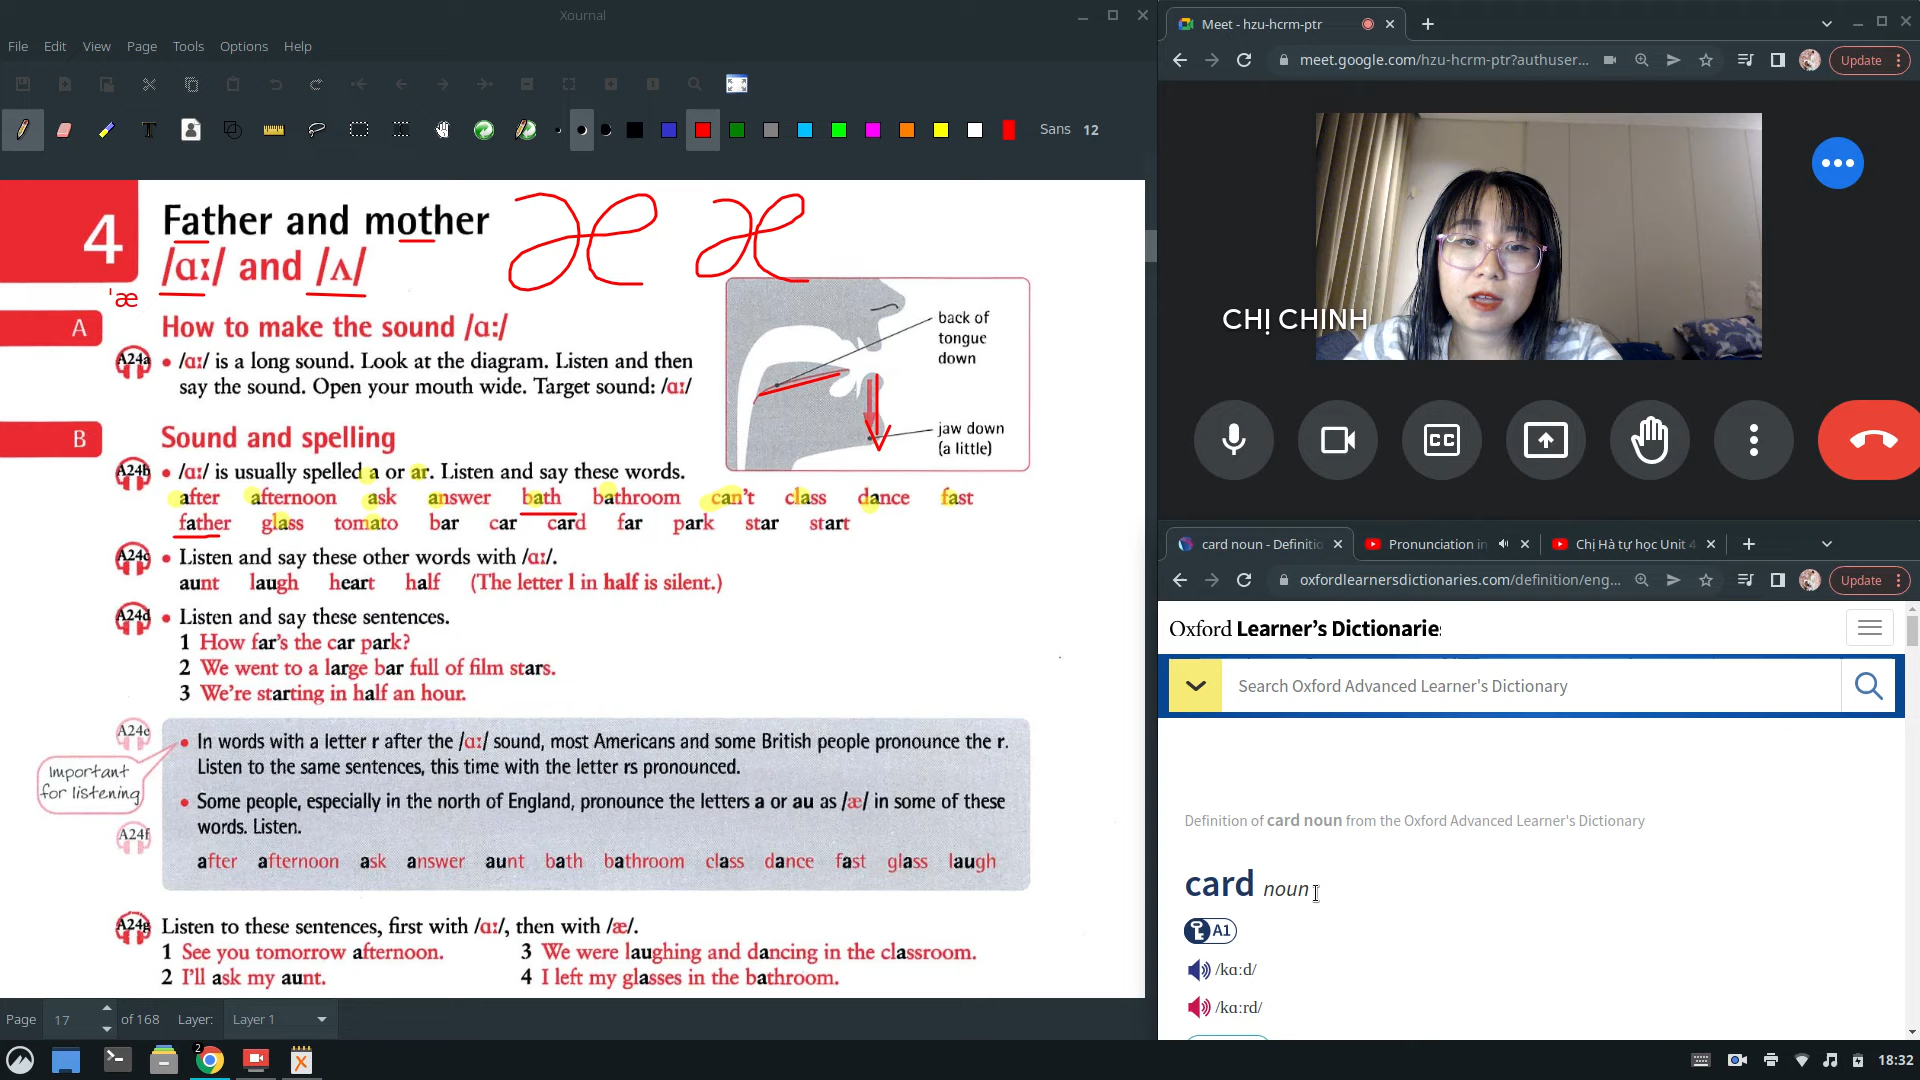 Xournal
File Edit View Page Tools Options Help
Sans 12
4
Father and mother
/ɑː/ and /ʌ/
ˈæ
æ æ
A
How to make the sound /ɑː/
A24a
• /ɑː/ is a long sound. Look at the diagram. Listen and then
say the sound. Open your mouth wide. Target sound: /ɑː/
back of
tongue
down
jaw down
(a little)
B
Sound and spelling
A24b
• /ɑː/ is usually spelled a or ar. Listen and say these words.
after afternoon ask answer bath bathroom can't class dance fast
father glass tomato bar car card far park star start
A24c
• Listen and say these other words with /ɑː/.
aunt laugh heart half (The letter l in half is silent.)
A24d
• Listen and say these sentences.
1 How far's the car park?
2 We went to a large bar full of film stars.
3 We're starting in half an hour.
A24e
Important
for listening
• In words with a letter r after the /ɑː/ sound, most Americans and some British people pronounce the r.
Listen to the same sentences, this time with the letter rs pronounced.
• Some people, especially in the north of England, pronounce the letters a or au as /æ/ in some of these
words. Listen.
A24f
after afternoon ask answer aunt bath bathroom class dance fast glass laugh
A24g
Listen to these sentences, first with /ɑː/, then with /æ/.
1 See you tomorrow afternoon.
2 I'll ask my aunt.
3 We were laughing and dancing in the classroom.
4 I left my glasses in the bathroom.
Page 17 of 168 Layer: Layer 1
Meet - hzu-hcrm-ptr
meet.google.com/hzu-hcrm-ptr?authuser...
Update
CHỊ CHINH
CC
card noun - Definitio
Pronunciation in
Chị Hà tự học Unit 4
oxfordlearnersdictionaries.com/definition/eng...
Update
Oxford Learner's Dictionaries
Search Oxford Advanced Learner's Dictionary
Definition of card noun from the Oxford Advanced Learner's Dictionary
card noun
A1
/kɑːd/
/kɑːrd/
2
18:32